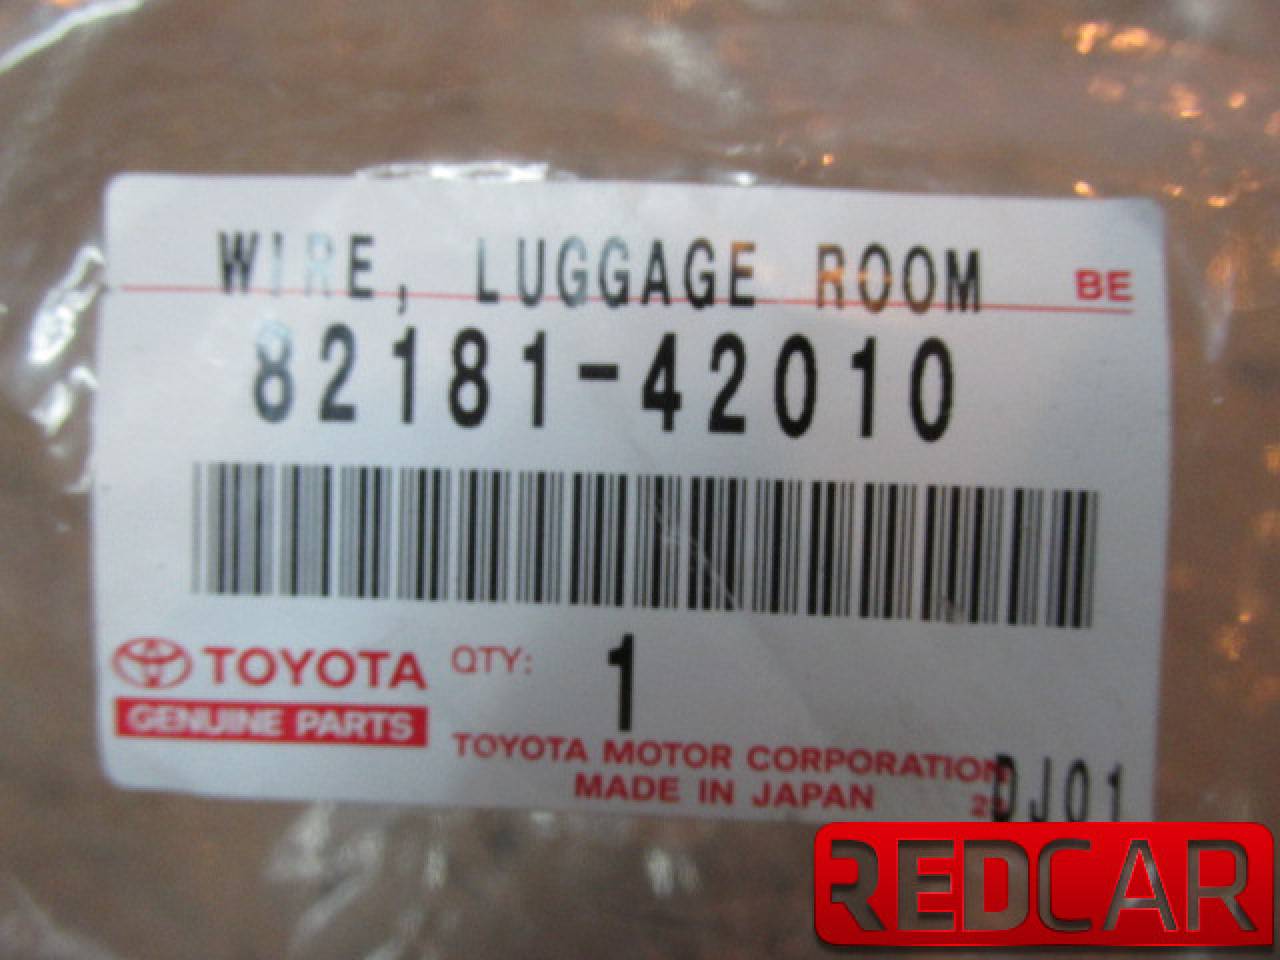 WIRE, LUGGAGE ROOM BE
82181-42010
TOYOTA QTY: 1
GENUINE PARTS
TOYOTA MOTOR CORPORATION
MADE IN JAPAN DJ01
REDCAR